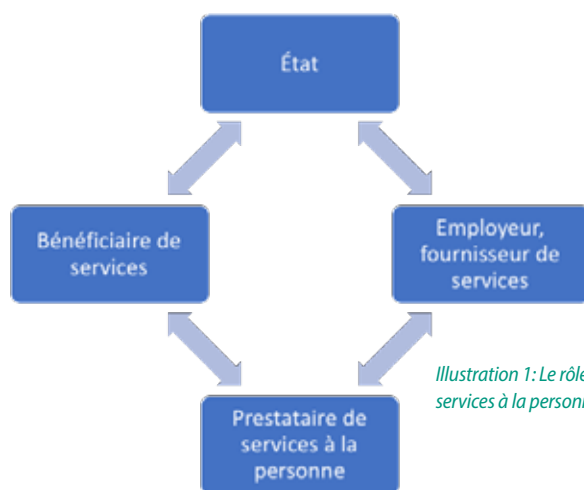 État
Bénéficiaire de
services
Employeur,
fournisseur de
services
Illustration 1: Le rôle
services à la personn
Prestataire de
services à la
personne